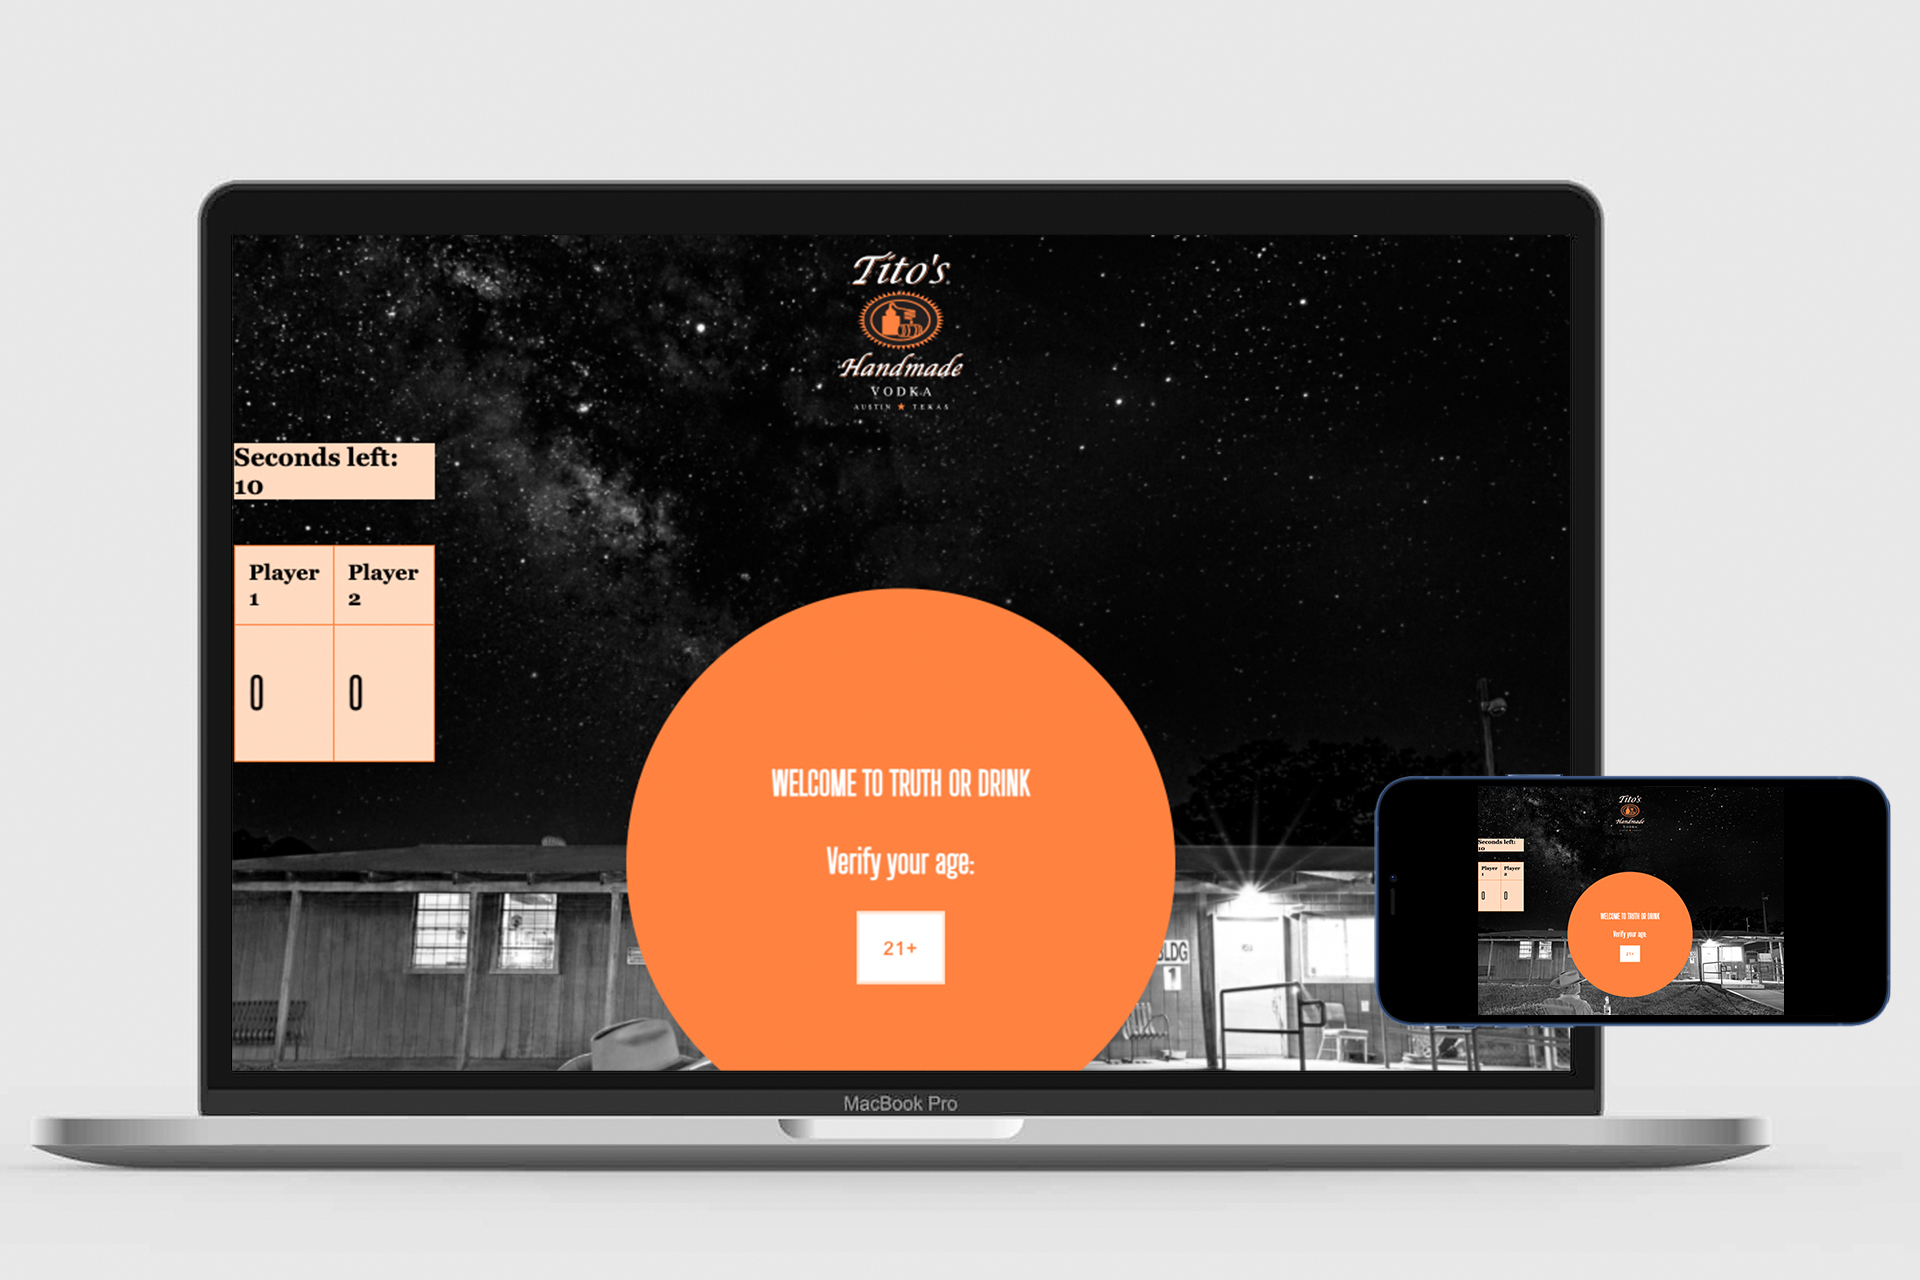 Tito's
Handmade
VODKA
AUSTIN ★ TEXAS
Seconds left:
10
Player
1
Player
2
0
0
WELCOME TO TRUTH OR DRINK
Verify your age:
21+
BLDG
1
MacBook Pro
Tito's
Handmade
VODKA
Seconds left:
10
Player
1
Player
2
0
0
WELCOME TO TRUTH OR DRINK
Verify your age:
21+